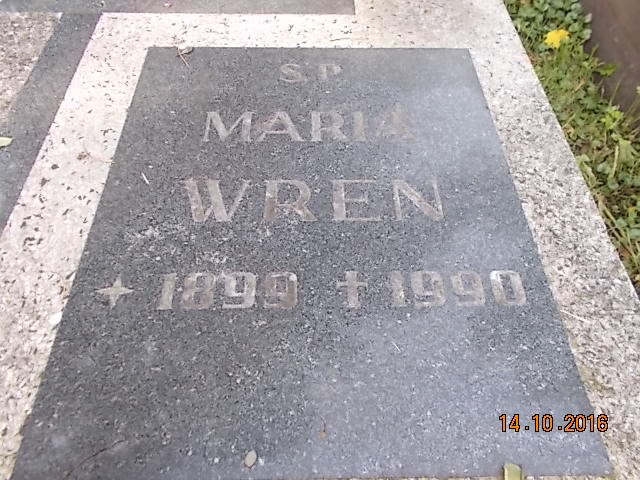 S.P.
MARIA
WREN
✦ 1899 ✝ 1990
14.10.2016